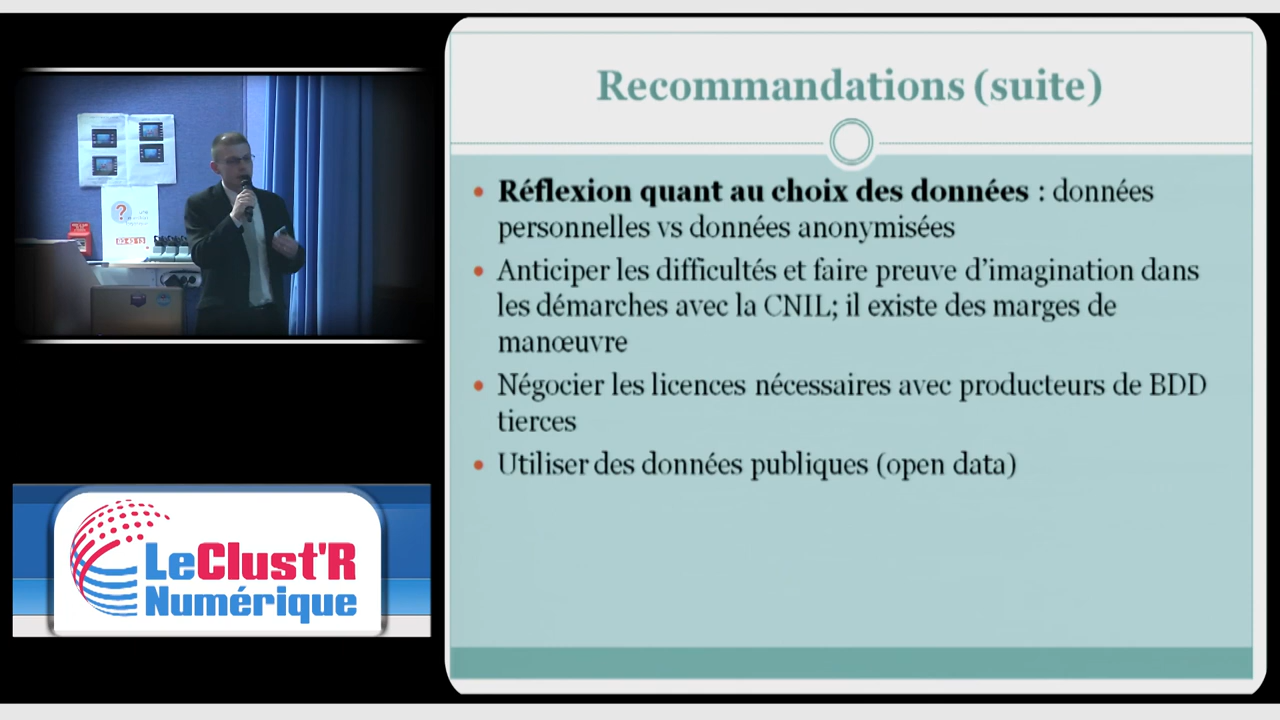 Recommandations (suite)
• Réflexion quant au choix des données : données
personnelles vs données anonymisées
• Anticiper les difficultés et faire preuve d’imagination dans
les démarches avec la CNIL; il existe des marges de
manœuvre
• Négocier les licences nécessaires avec producteurs de BDD
tierces
• Utiliser des données publiques (open data)
?
LeClust'R
Numérique